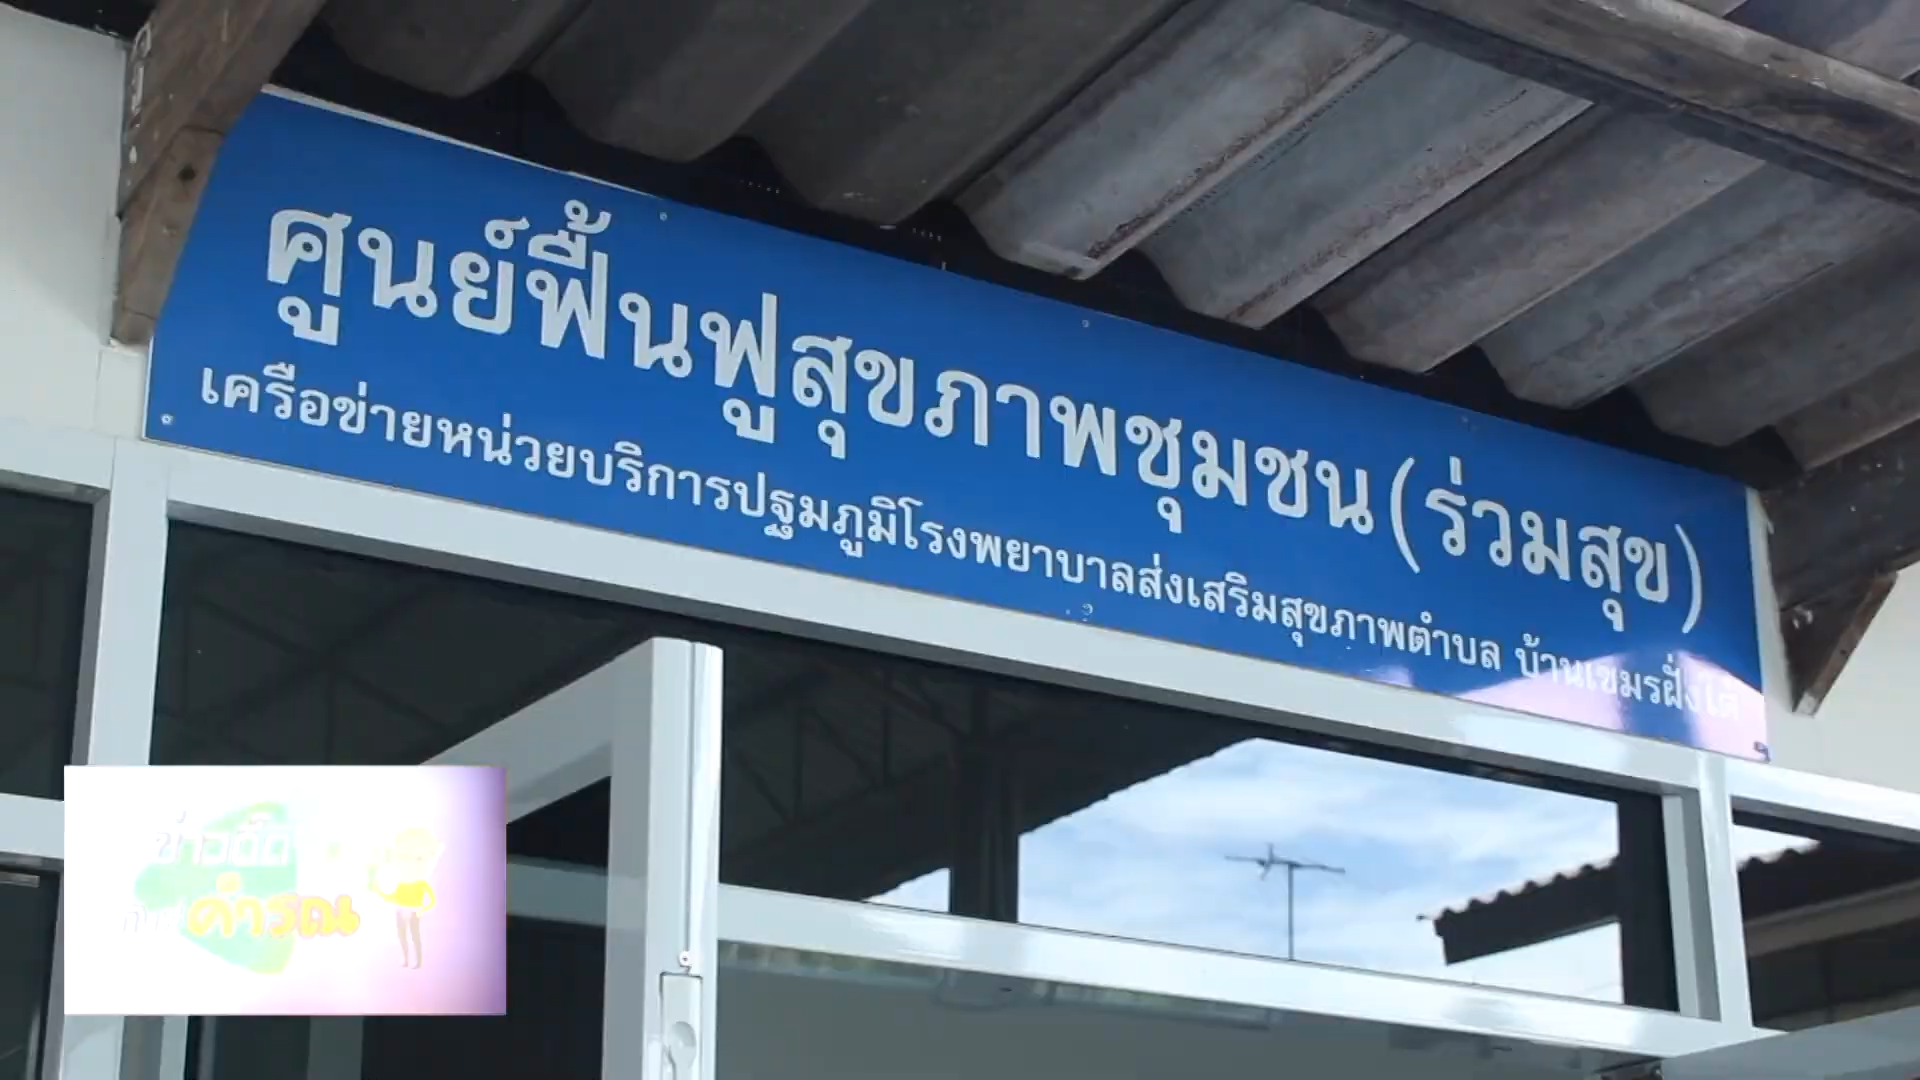 ศูนย์ฟื้นฟูสุขภาพชุมชน(ร่วมสุข)
เครือข่ายหน่วยบริการปฐมภูมิโรงพยาบาลส่งเสริมสุขภาพตำบล บ้านเขมรฝั่งใต้
คำรณ